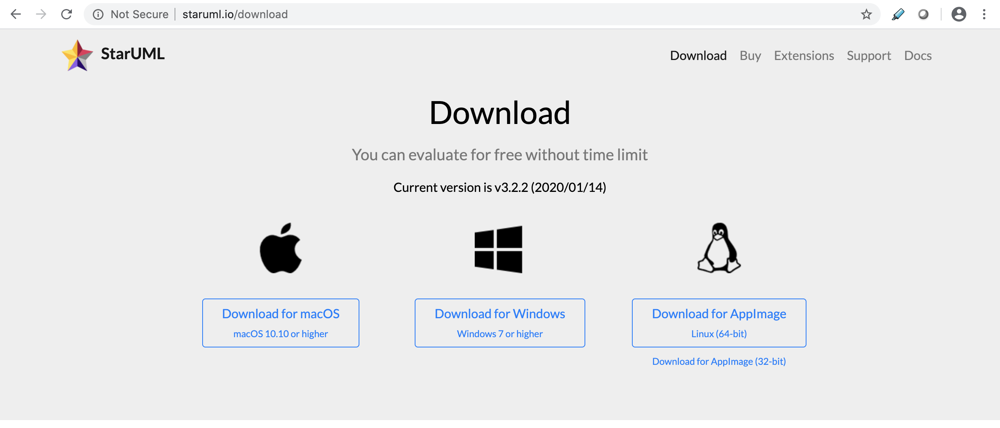 Not Secure | staruml.io/download
StarUML
Download Buy Extensions Support Docs
Download
You can evaluate for free without time limit
Current version is v3.2.2 (2020/01/14)
Download for macOS
macOS 10.10 or higher
Download for Windows
Windows 7 or higher
Download for AppImage
Linux (64-bit)
Download for AppImage (32-bit)